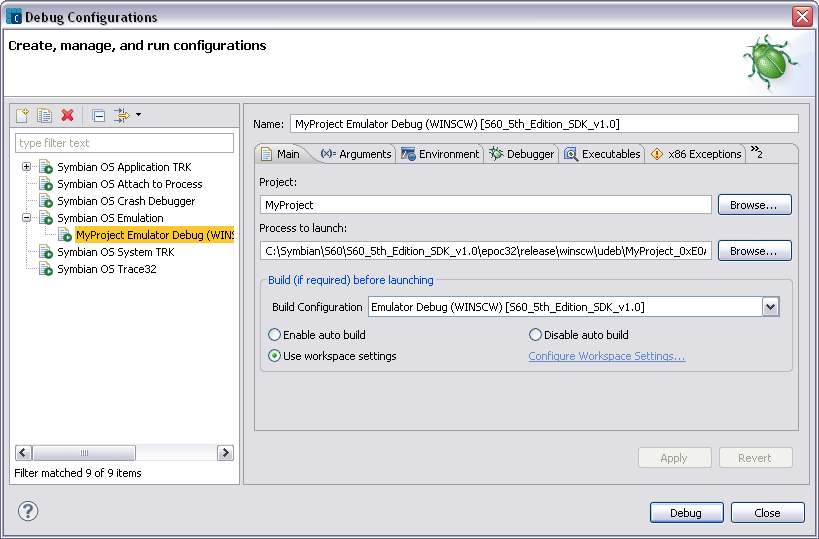 Debug Configurations
Create, manage, and run configurations
type filter text
Symbian OS Application TRK
Symbian OS Attach to Process
Symbian OS Crash Debugger
Symbian OS Emulation
MyProject Emulator Debug (WINS
Symbian OS System TRK
Symbian OS Trace32
Filter matched 9 of 9 items
Name: MyProject Emulator Debug (WINSCW) [S60_5th_Edition_SDK_v1.0]
Main (x)= Arguments Environment Debugger Executables x86 Exceptions »2
Project:
MyProject Browse...
Process to launch:
C:\Symbian\S60\S60_5th_Edition_SDK_v1.0\epoc32\release\winscw\udeb\MyProject_0xE0A Browse...
Build (if required) before launching
Build Configuration Emulator Debug (WINSCW) [S60_5th_Edition_SDK_v1.0]
Enable auto build Disable auto build
Use workspace settings Configure Workspace Settings...
Apply Revert
? Debug Close